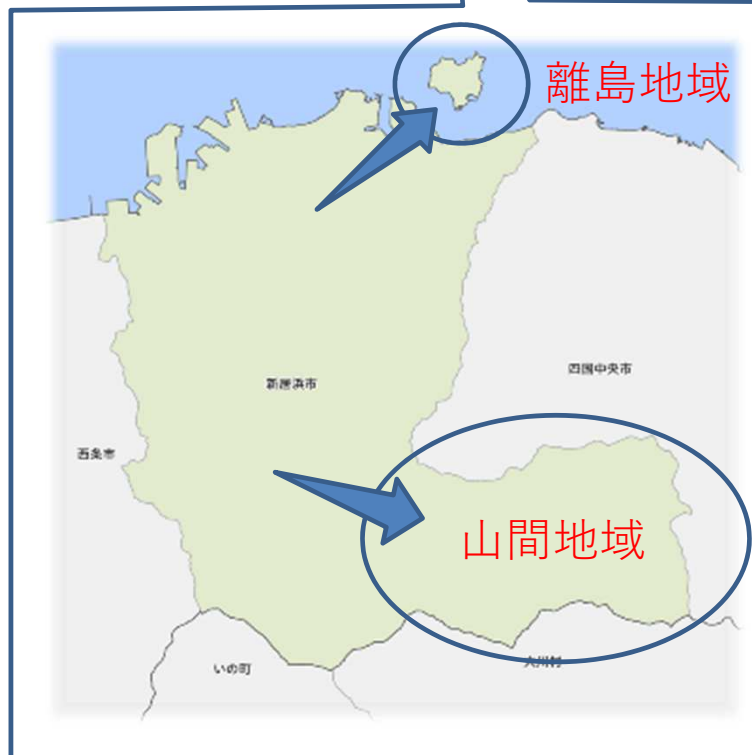 離島地域
四国中央市
新居浜市
西条市
山間地域
いの町
大川村